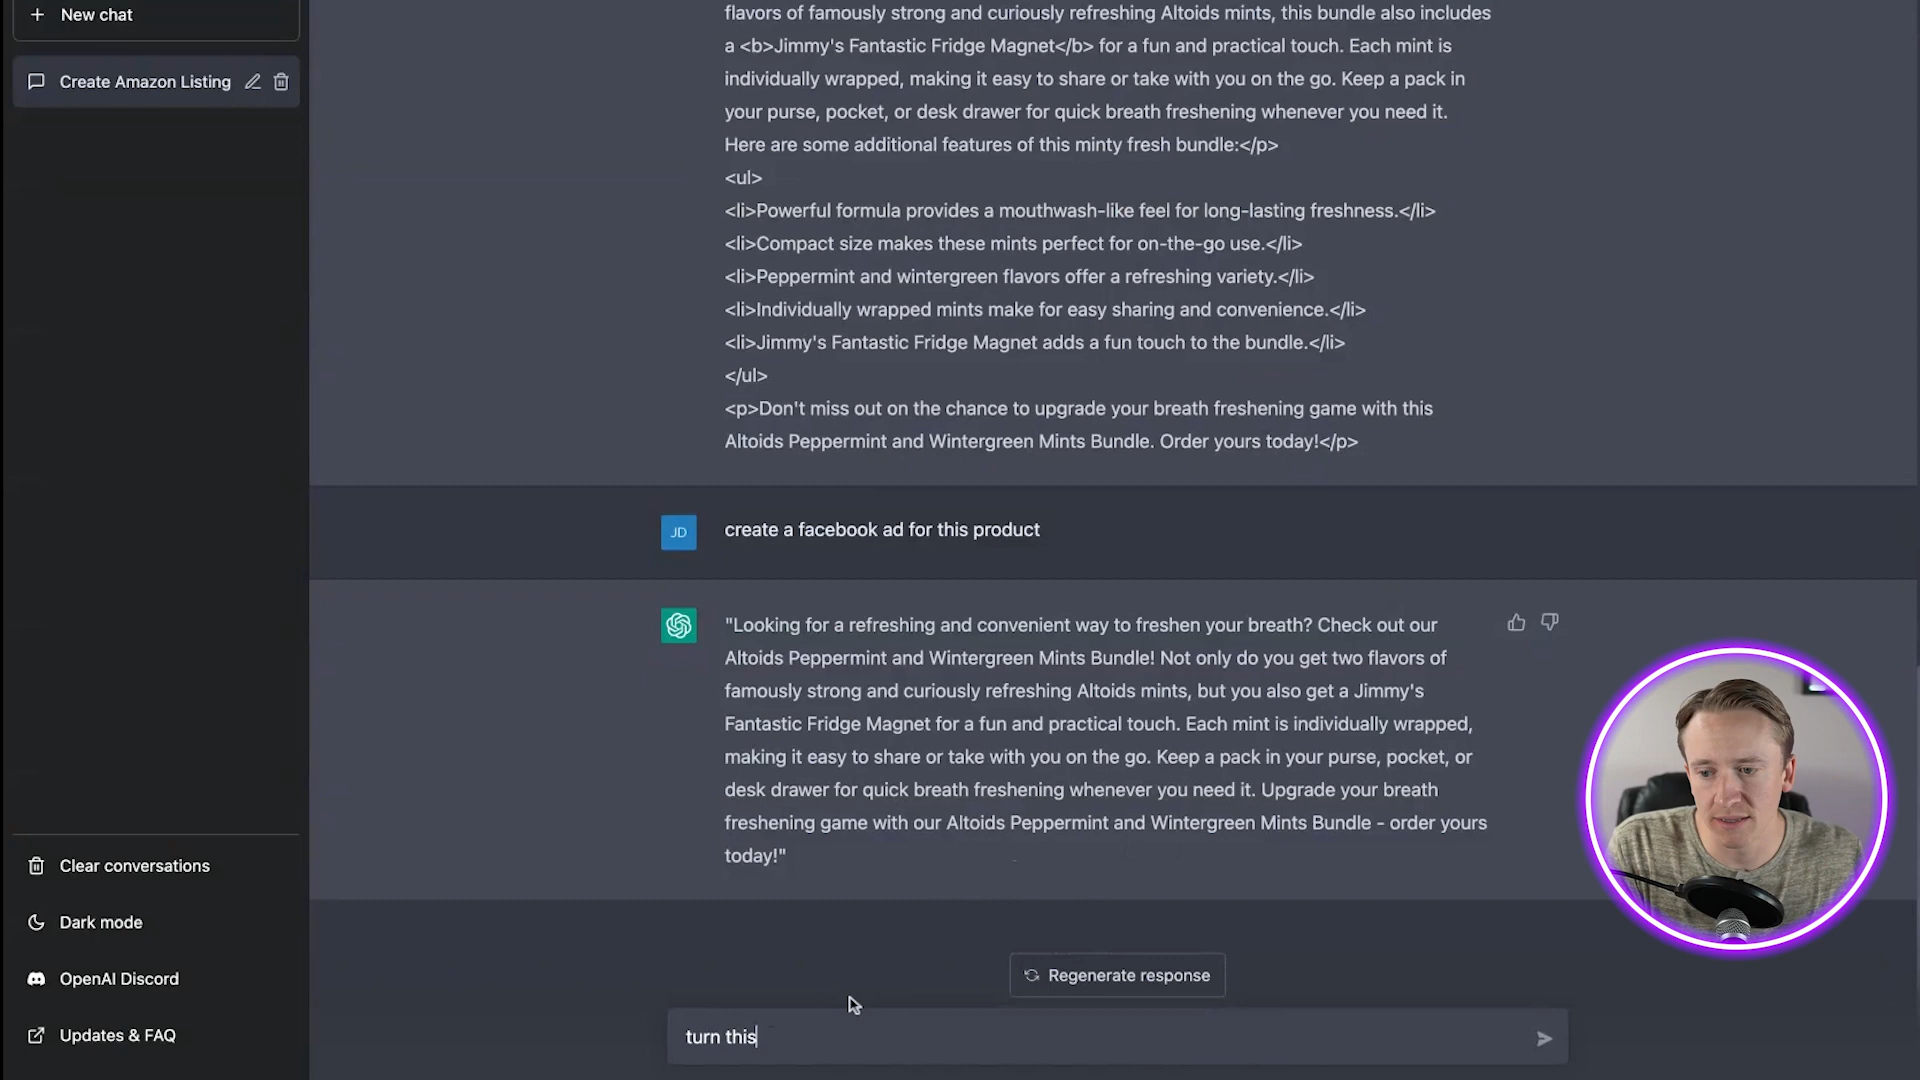 New chat
Create Amazon Listing
flavors of famously strong and curiously refreshing Altoids mints, this bundle also includes
a <b>Jimmy's Fantastic Fridge Magnet</b> for a fun and practical touch. Each mint is
individually wrapped, making it easy to share or take with you on the go. Keep a pack in
your purse, pocket, or desk drawer for quick breath freshening whenever you need it.
Here are some additional features of this minty fresh bundle:</p>
<ul>
<li>Powerful formula provides a mouthwash-like feel for long-lasting freshness.</li>
<li>Compact size makes these mints perfect for on-the-go use.</li>
<li>Peppermint and wintergreen flavors offer a refreshing variety.</li>
<li>Individually wrapped mints make for easy sharing and convenience.</li>
<li>Jimmy's Fantastic Fridge Magnet adds a fun touch to the bundle.</li>
</ul>
<p>Don't miss out on the chance to upgrade your breath freshening game with this
Altoids Peppermint and Wintergreen Mints Bundle. Order yours today!</p>
JD
create a facebook ad for this product
"Looking for a refreshing and convenient way to freshen your breath? Check out our
Altoids Peppermint and Wintergreen Mints Bundle! Not only do you get two flavors of
famously strong and curiously refreshing Altoids mints, but you also get a Jimmy's
Fantastic Fridge Magnet for a fun and practical touch. Each mint is individually wrapped,
making it easy to share or take with you on the go. Keep a pack in your purse, pocket, or
desk drawer for quick breath freshening whenever you need it. Upgrade your breath
freshening game with our Altoids Peppermint and Wintergreen Mints Bundle - order yours
today!"
Clear conversations
Dark mode
OpenAI Discord
Updates & FAQ
Regenerate response
turn this